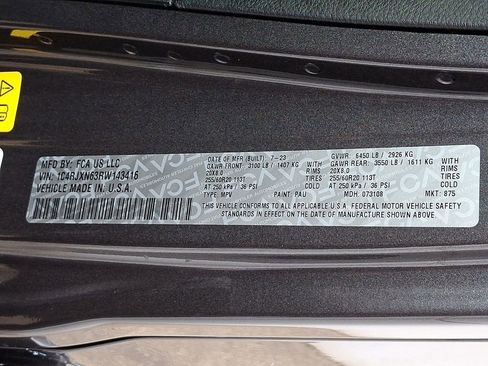 MFD BY: FCA US LLC
VIN: 1C4RJXN63RW143416
VEHICLE MADE IN U.S.A.
DATE OF MFR (BUILT): 7-23 GVWR: 6450 LB / 2926 KG
GAWR FRONT: 3100 LB / 1407 KG GAWR REAR: 3550 LB / 1611 KG
RIMS 20X8.0 RIMS 20X8.0
TIRES 255/60R20 113T TIRES 255/60R20 113T
AT 250 kPa / 36 PSI AT 250 kPa / 36 PSI
TYPE: MPV PAINT: PAU MDH: 073108 MKT: 875
THIS VEHICLE CONFORMS TO ALL APPLICABLE U.S.A. FEDERAL MOTOR VEHICLE SAFETY
STANDARDS IN EFFECT ON THE DATE OF MANUFACTURE SHOWN ABOVE.